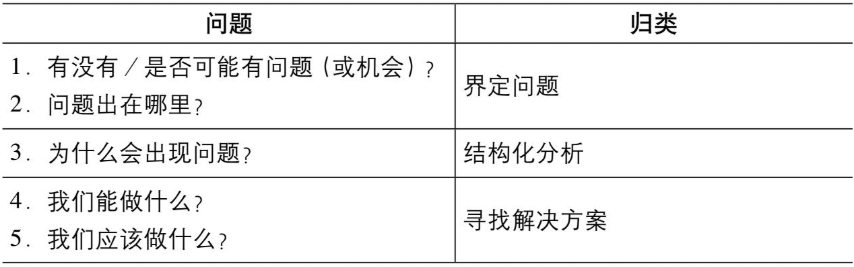 问题 归类
1. 有没有／是否可能有问题（或机会）?
2. 问题出在哪里?
界定问题
3. 为什么会出现问题? 结构化分析
4. 我们能做什么?
5. 我们应该做什么?
寻找解决方案